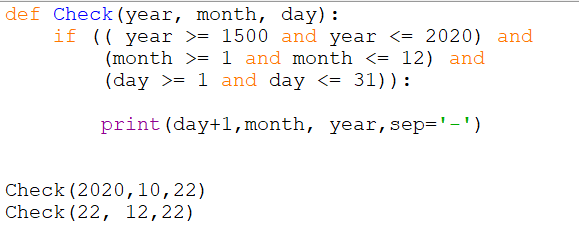 def Check(year, month, day):
    if (( year >= 1500 and year <= 2020) and
        (month >= 1 and month <= 12) and
        (day >= 1 and day <= 31)):
        print(day+1,month, year,sep='-')
Check(2020,10,22)
Check(22, 12,22)